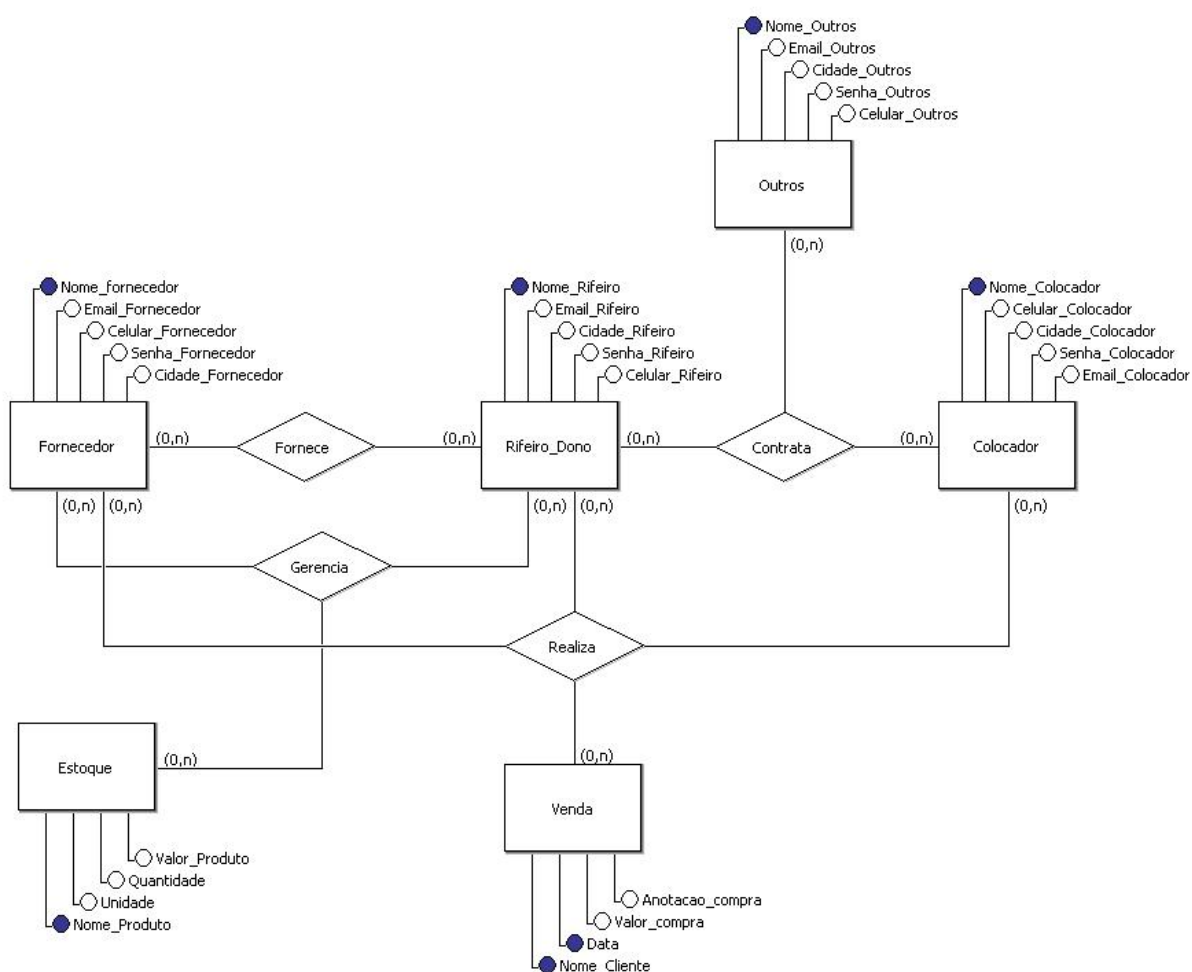 Nome_Outros
Email_Outros
Cidade_Outros
Senha_Outros
Celular_Outros
Outros
(0,n)
Nome_fornecedor
Email_Fornecedor
Celular_Fornecedor
Senha_Fornecedor
Cidade_Fornecedor
Nome_Rifeiro
Email_Rifeiro
Cidade_Rifeiro
Senha_Rifeiro
Celular_Rifeiro
Nome_Colocador
Celular_Colocador
Cidade_Colocador
Senha_Colocador
Email_Colocador
Fornecedor
(0,n)
Fornece
(0,n)
Rifeiro_Dono
(0,n)
Contrata
(0,n)
Colocador
(0,n)
(0,n)
(0,n)
(0,n)
(0,n)
Gerencia
Realiza
Estoque
(0,n)
(0,n)
Venda
Valor_Produto
Quantidade
Unidade
Nome_Produto
Anotacao_compra
Valor_compra
Data
Nome_Cliente